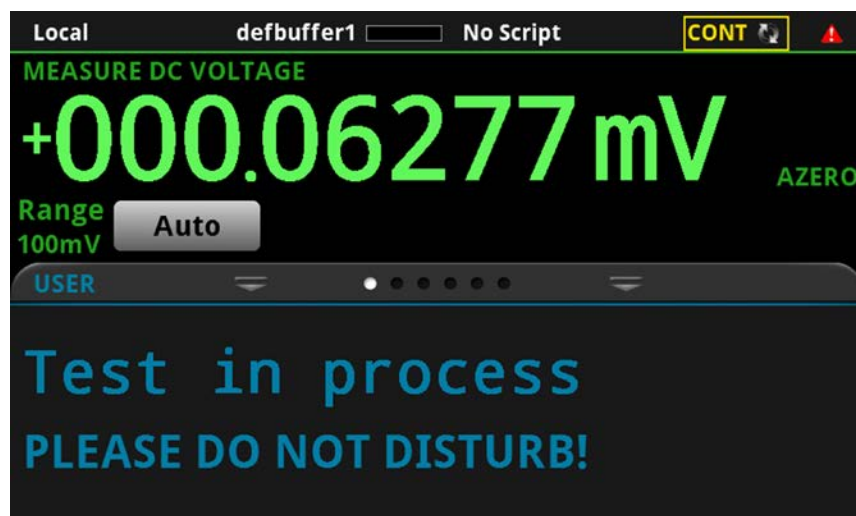 Local defbuffer1 No Script CONT
MEASURE DC VOLTAGE
+000.06277 mV
AZERO
Range
100mV
Auto
USER
Test in process
PLEASE DO NOT DISTURB!